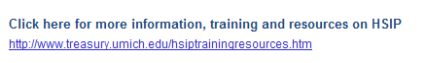 Click here for more information, training and resources on HSIP
http://www.treasury.umich.edu/hsiptrainingresources.htm